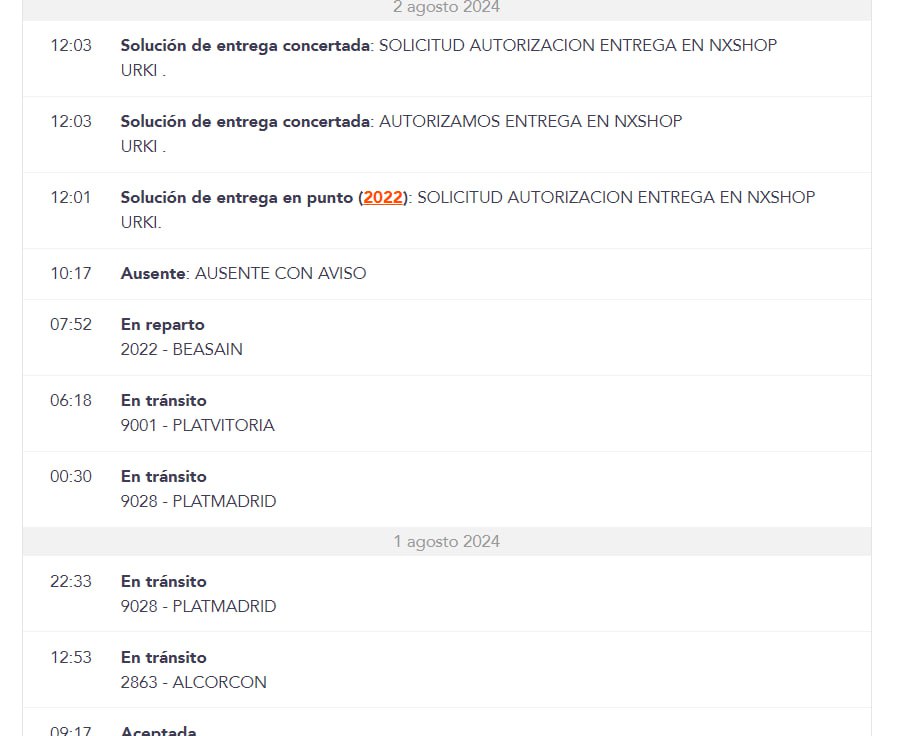 2 agosto 2024
12:03 Solución de entrega concertada: SOLICITUD AUTORIZACION ENTREGA EN NXSHOP
URKI .
12:03 Solución de entrega concertada: AUTORIZAMOS ENTREGA EN NXSHOP
URKI .
12:01 Solución de entrega en punto (2022): SOLICITUD AUTORIZACION ENTREGA EN NXSHOP
URKI.
10:17 Ausente: AUSENTE CON AVISO
07:52 En reparto
2022 - BEASAIN
06:18 En tránsito
9001 - PLATVITORIA
00:30 En tránsito
9028 - PLATMADRID
1 agosto 2024
22:33 En tránsito
9028 - PLATMADRID
12:53 En tránsito
2863 - ALCORCON
09:17 Aceptada